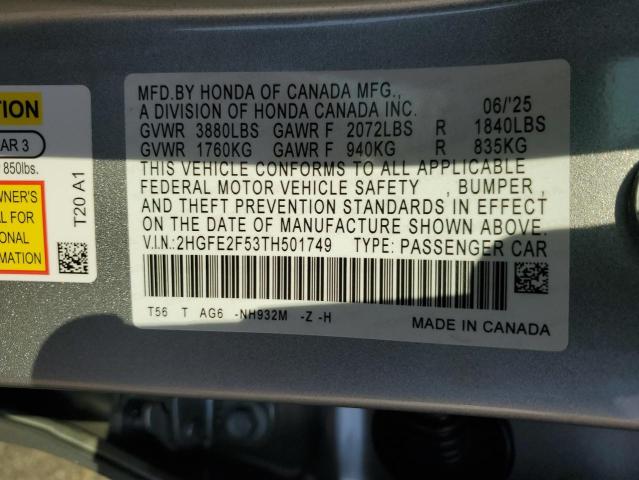 MFD.BY HONDA OF CANADA MFG.,
A DIVISION OF HONDA CANADA INC. 06/'25
GVWR 3880LBS GAWR F 2072LBS R 1840LBS
GVWR 1760KG GAWR F 940KG R 835KG
THIS VEHICLE CONFORMS TO ALL APPLICABLE
FEDERAL MOTOR VEHICLE SAFETY , BUMPER ,
AND THEFT PREVENTION STANDARDS IN EFFECT
ON THE DATE OF MANUFACTURE SHOWN ABOVE.
V.I.N.:2HGFE2F53TH501749 TYPE: PASSENGER CAR
T56 T AG6 -NH932M -Z -H
MADE IN CANADA
TION
AR 3
850lbs.
WNER'S
AL FOR
ONAL
MATION
T20 A1